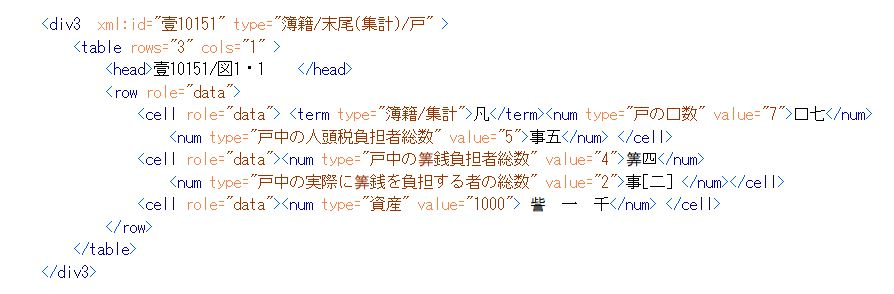 <div3  xml:id="壹10151" type="簿籍/末尾(集計)/戸" >
<table rows="3" cols="1" >
<head>壹10151/図1・1    </head>
<row role="data">
<cell role="data"> <term type="簿籍/集計">凡</term><num type="戸の口数" value="7">口七</num>
<num type="戸中の人頭税負担者総数" value="5">事五</num> </cell>
<cell role="data"><num type="戸中の筭銭負担者総数" value="4">筭四</num>
<num type="戸中の実際に筭銭を負担する者の総数" value="2">事[二] </num></cell>
<cell role="data"><num type="資産" value="1000"> 訾  一  千</num> </cell>
</row>
</table>
</div3>